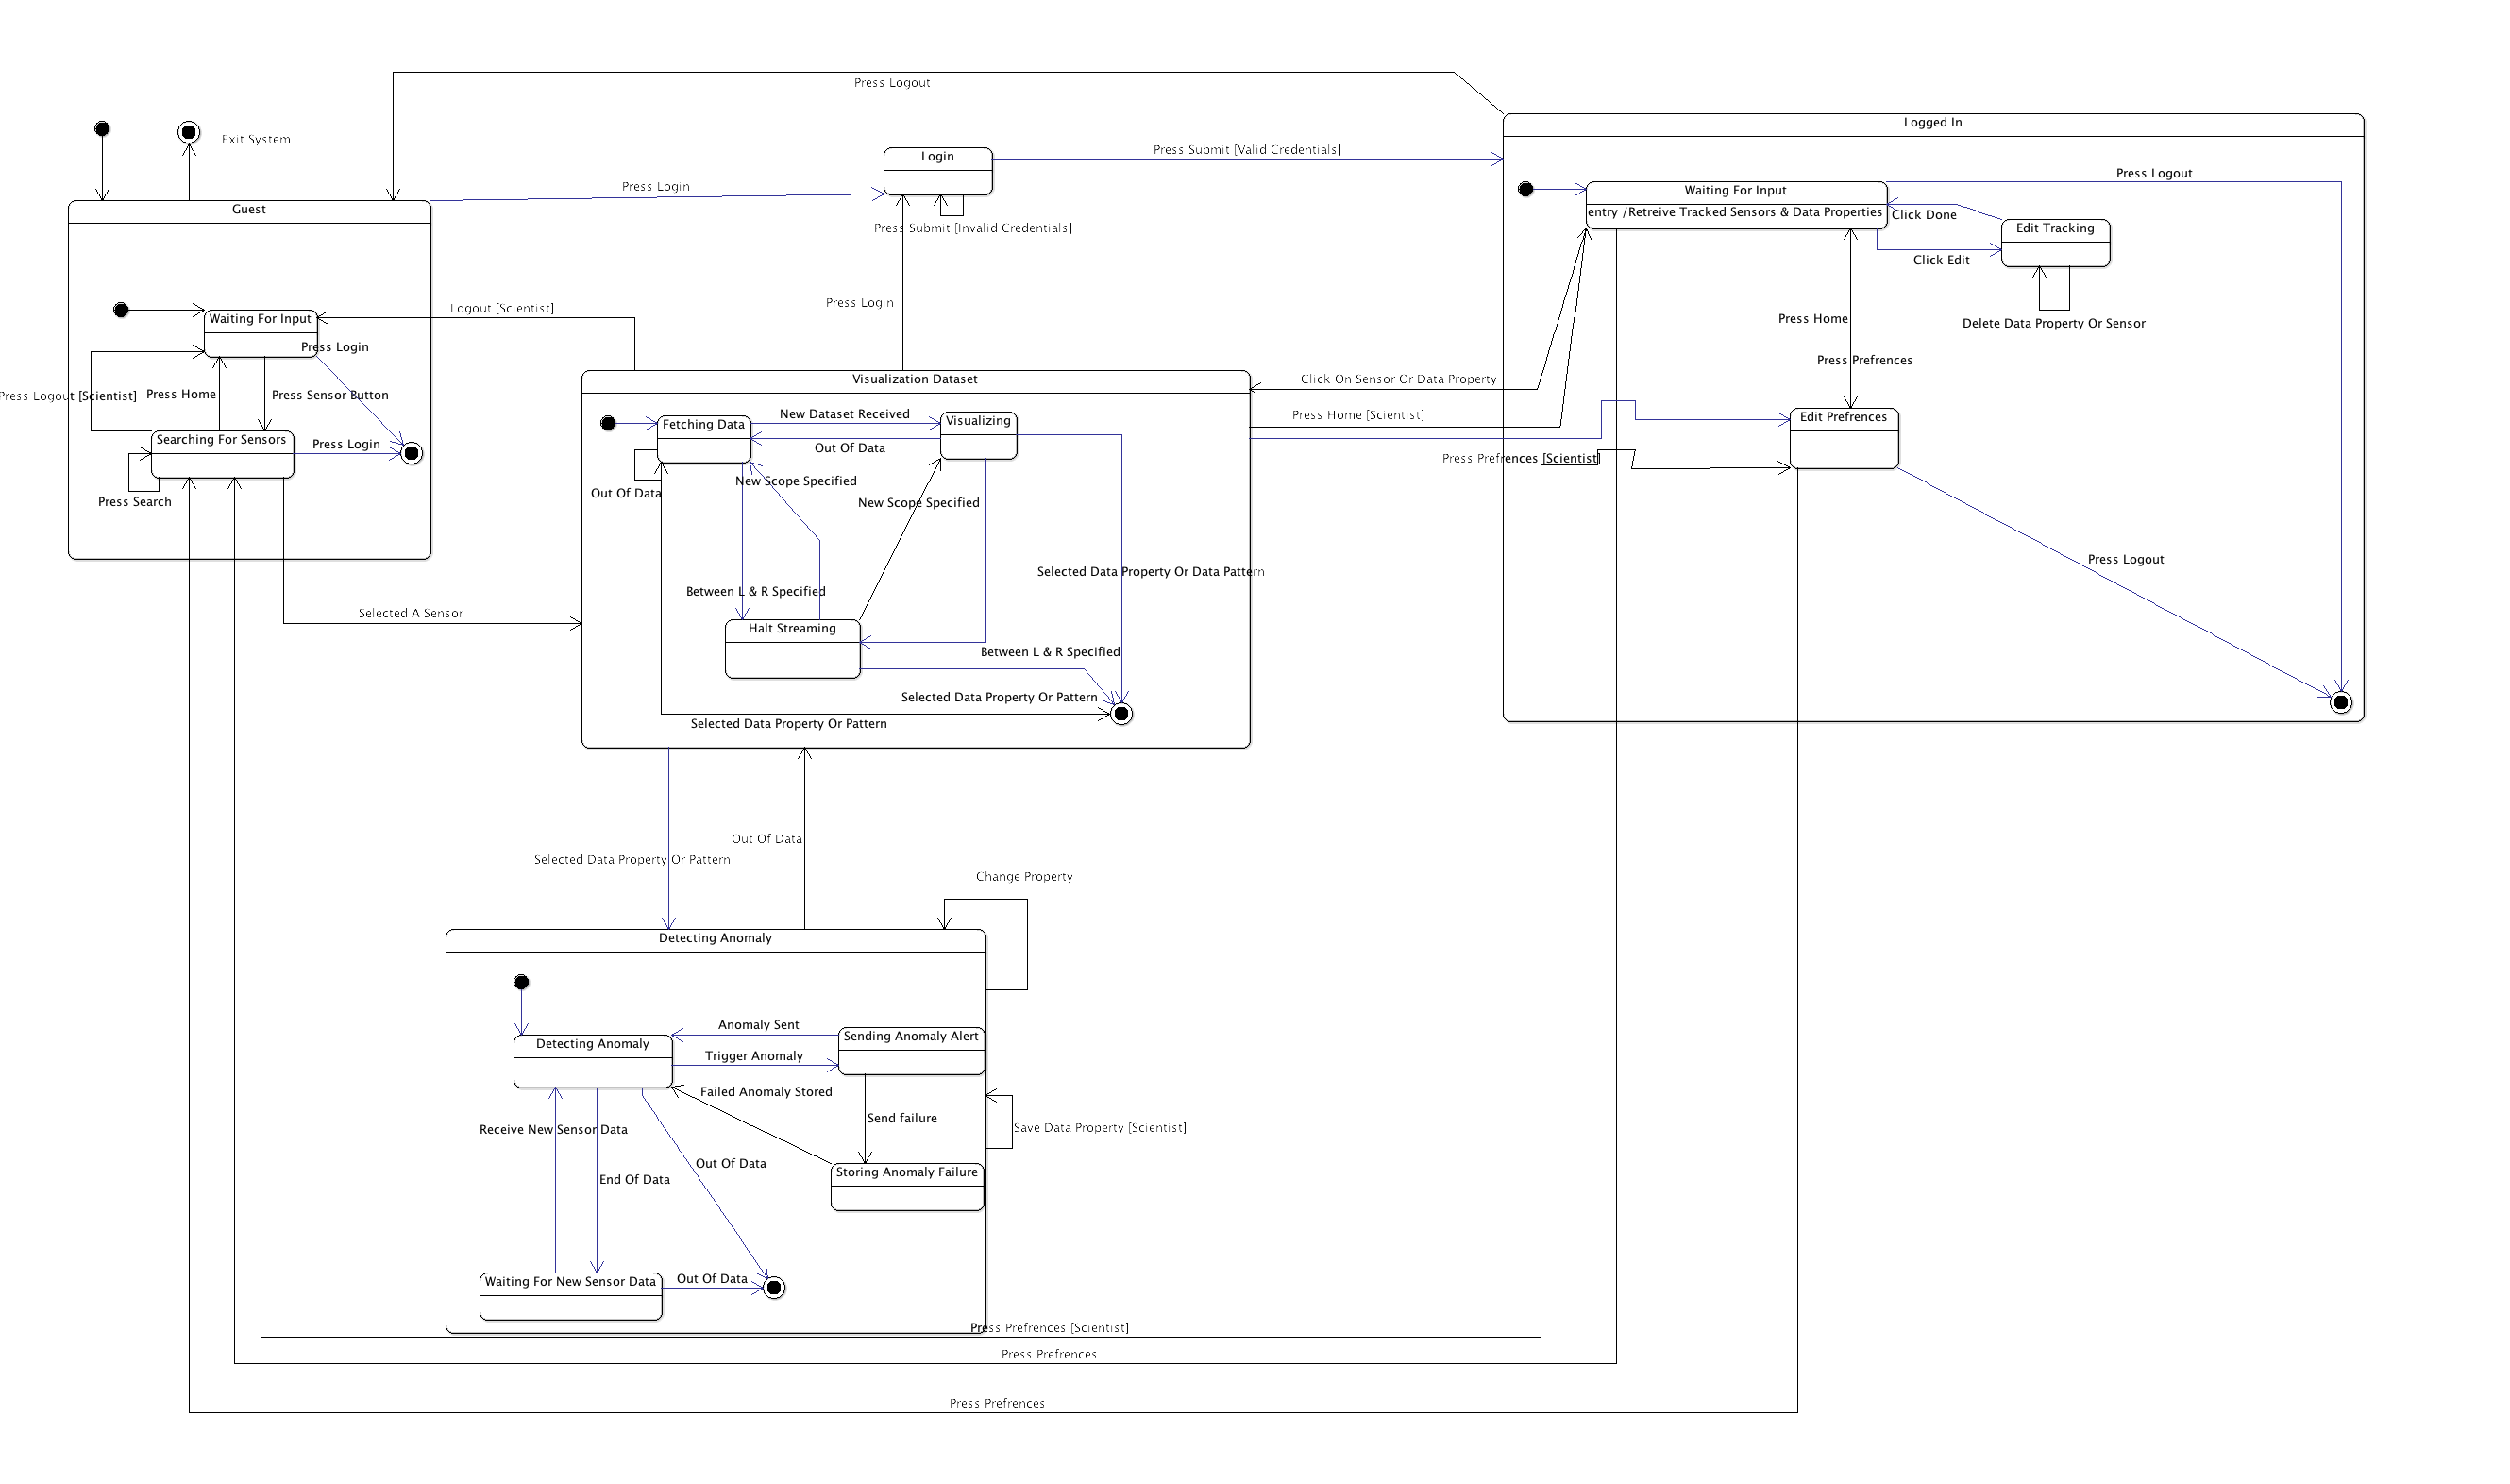 Press Logout
Logged In
Exit System
Login
Press Submit [Valid Credentials]
Press Login
Press Submit [Invalid Credentials]
Waiting For Input
entry /Retreive Tracked Sensors & Data Properties
Press Logout
Click Done
Edit Tracking
Click Edit
Delete Data Property Or Sensor
Press Home
Press Prefrences
Edit Prefrences
Press Logout
Guest
Waiting For Input
Press Login
Press Logout [Scientist]
Press Home
Press Sensor Button
Searching For Sensors
Press Login
Press Search
Logout [Scientist]
Press Login
Click On Sensor Or Data Property
Press Home [Scientist]
Press Prefrences [Scientist]
Visualization Dataset
Fetching Data
New Dataset Received
Visualizing
Out Of Data
Out Of Data
New Scope Specified
New Scope Specified
Selected Data Property Or Data Pattern
Between L & R Specified
Halt Streaming
Between L & R Specified
Selected Data Property Or Pattern
Selected Data Property Or Pattern
Selected A Sensor
Out Of Data
Selected Data Property Or Pattern
Change Property
Detecting Anomaly
Anomaly Sent
Sending Anomaly Alert
Detecting Anomaly
Trigger Anomaly
Failed Anomaly Stored
Send failure
Receive New Sensor Data
Save Data Property [Scientist]
Out Of Data
Storing Anomaly Failure
End Of Data
Waiting For New Sensor Data
Out Of Data
Press Prefrences [Scientist]
Press Prefrences
Press Prefrences